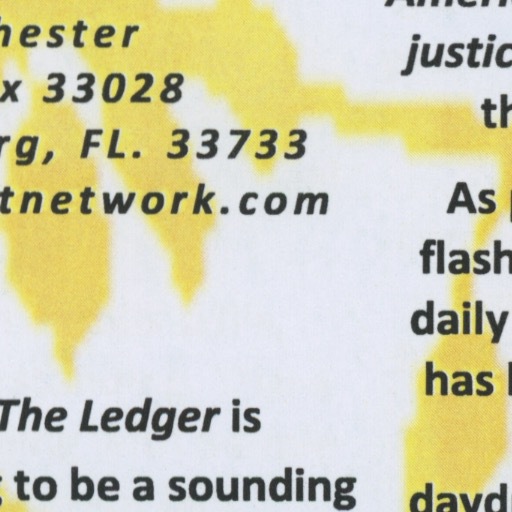 hester
x 33028
rg, FL. 33733
tnetwork.com
The Ledger is
to be a sounding
justic
th
As
flash
daily
has
dayd